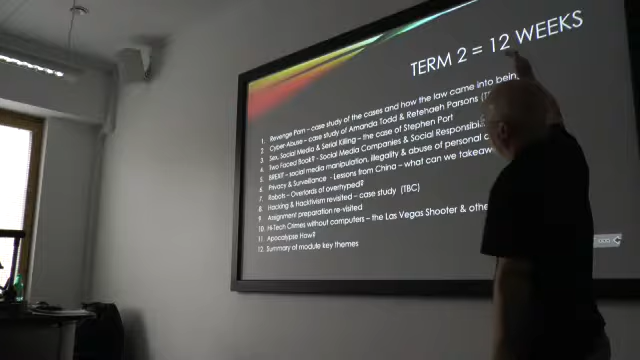 TERM 2 = 12 WEEKS
1. Revenge Porn – case study of the cases and how the law came into being
2 Cyber-Abuse – case study of Amanda Todd & Retehaeh Parsons
3. Sex, Social Media & Serial Killing – the case of Stephen Port
4. Two Faced Book? - Social Media Companies & Social
5. BREXIT – social media manipulation, illegality & abuse of personal
6. Privacy & Surveillance - Lessons from China – what can we takeaw
7. Robots – Overlords of overhyped?
8. Hacking & Hacktivism revisited – case study (TBC)
9. Assignment preparation re-visited
10. Hi-Tech Crimes without computers – the Las Vegas Shooter &
11 Apocalypse How?
12. Summary of module key themes